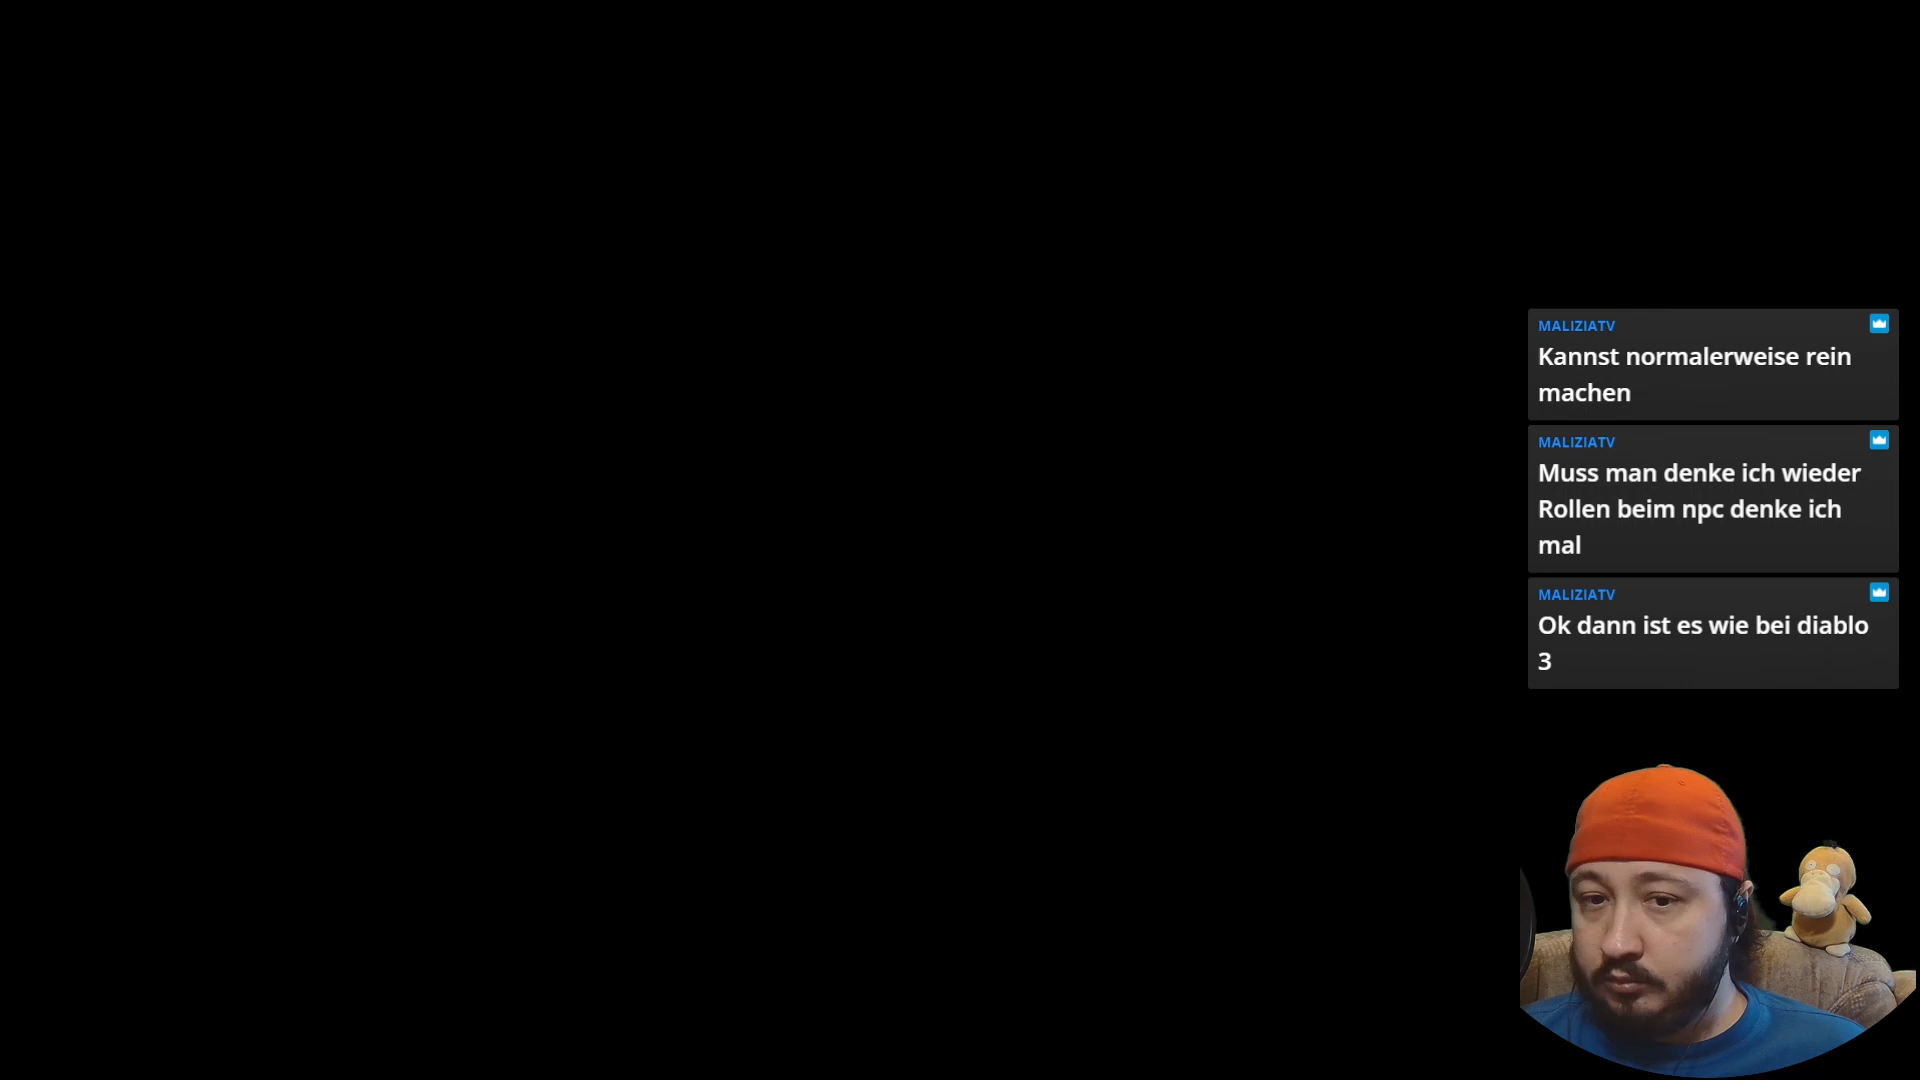 MALIZIATV
Kannst normalerweise rein
machen
MALIZIATV
Muss man denke ich wieder
Rollen beim npc denke ich
mal
MALIZIATV
Ok dann ist es wie bei diablo
3